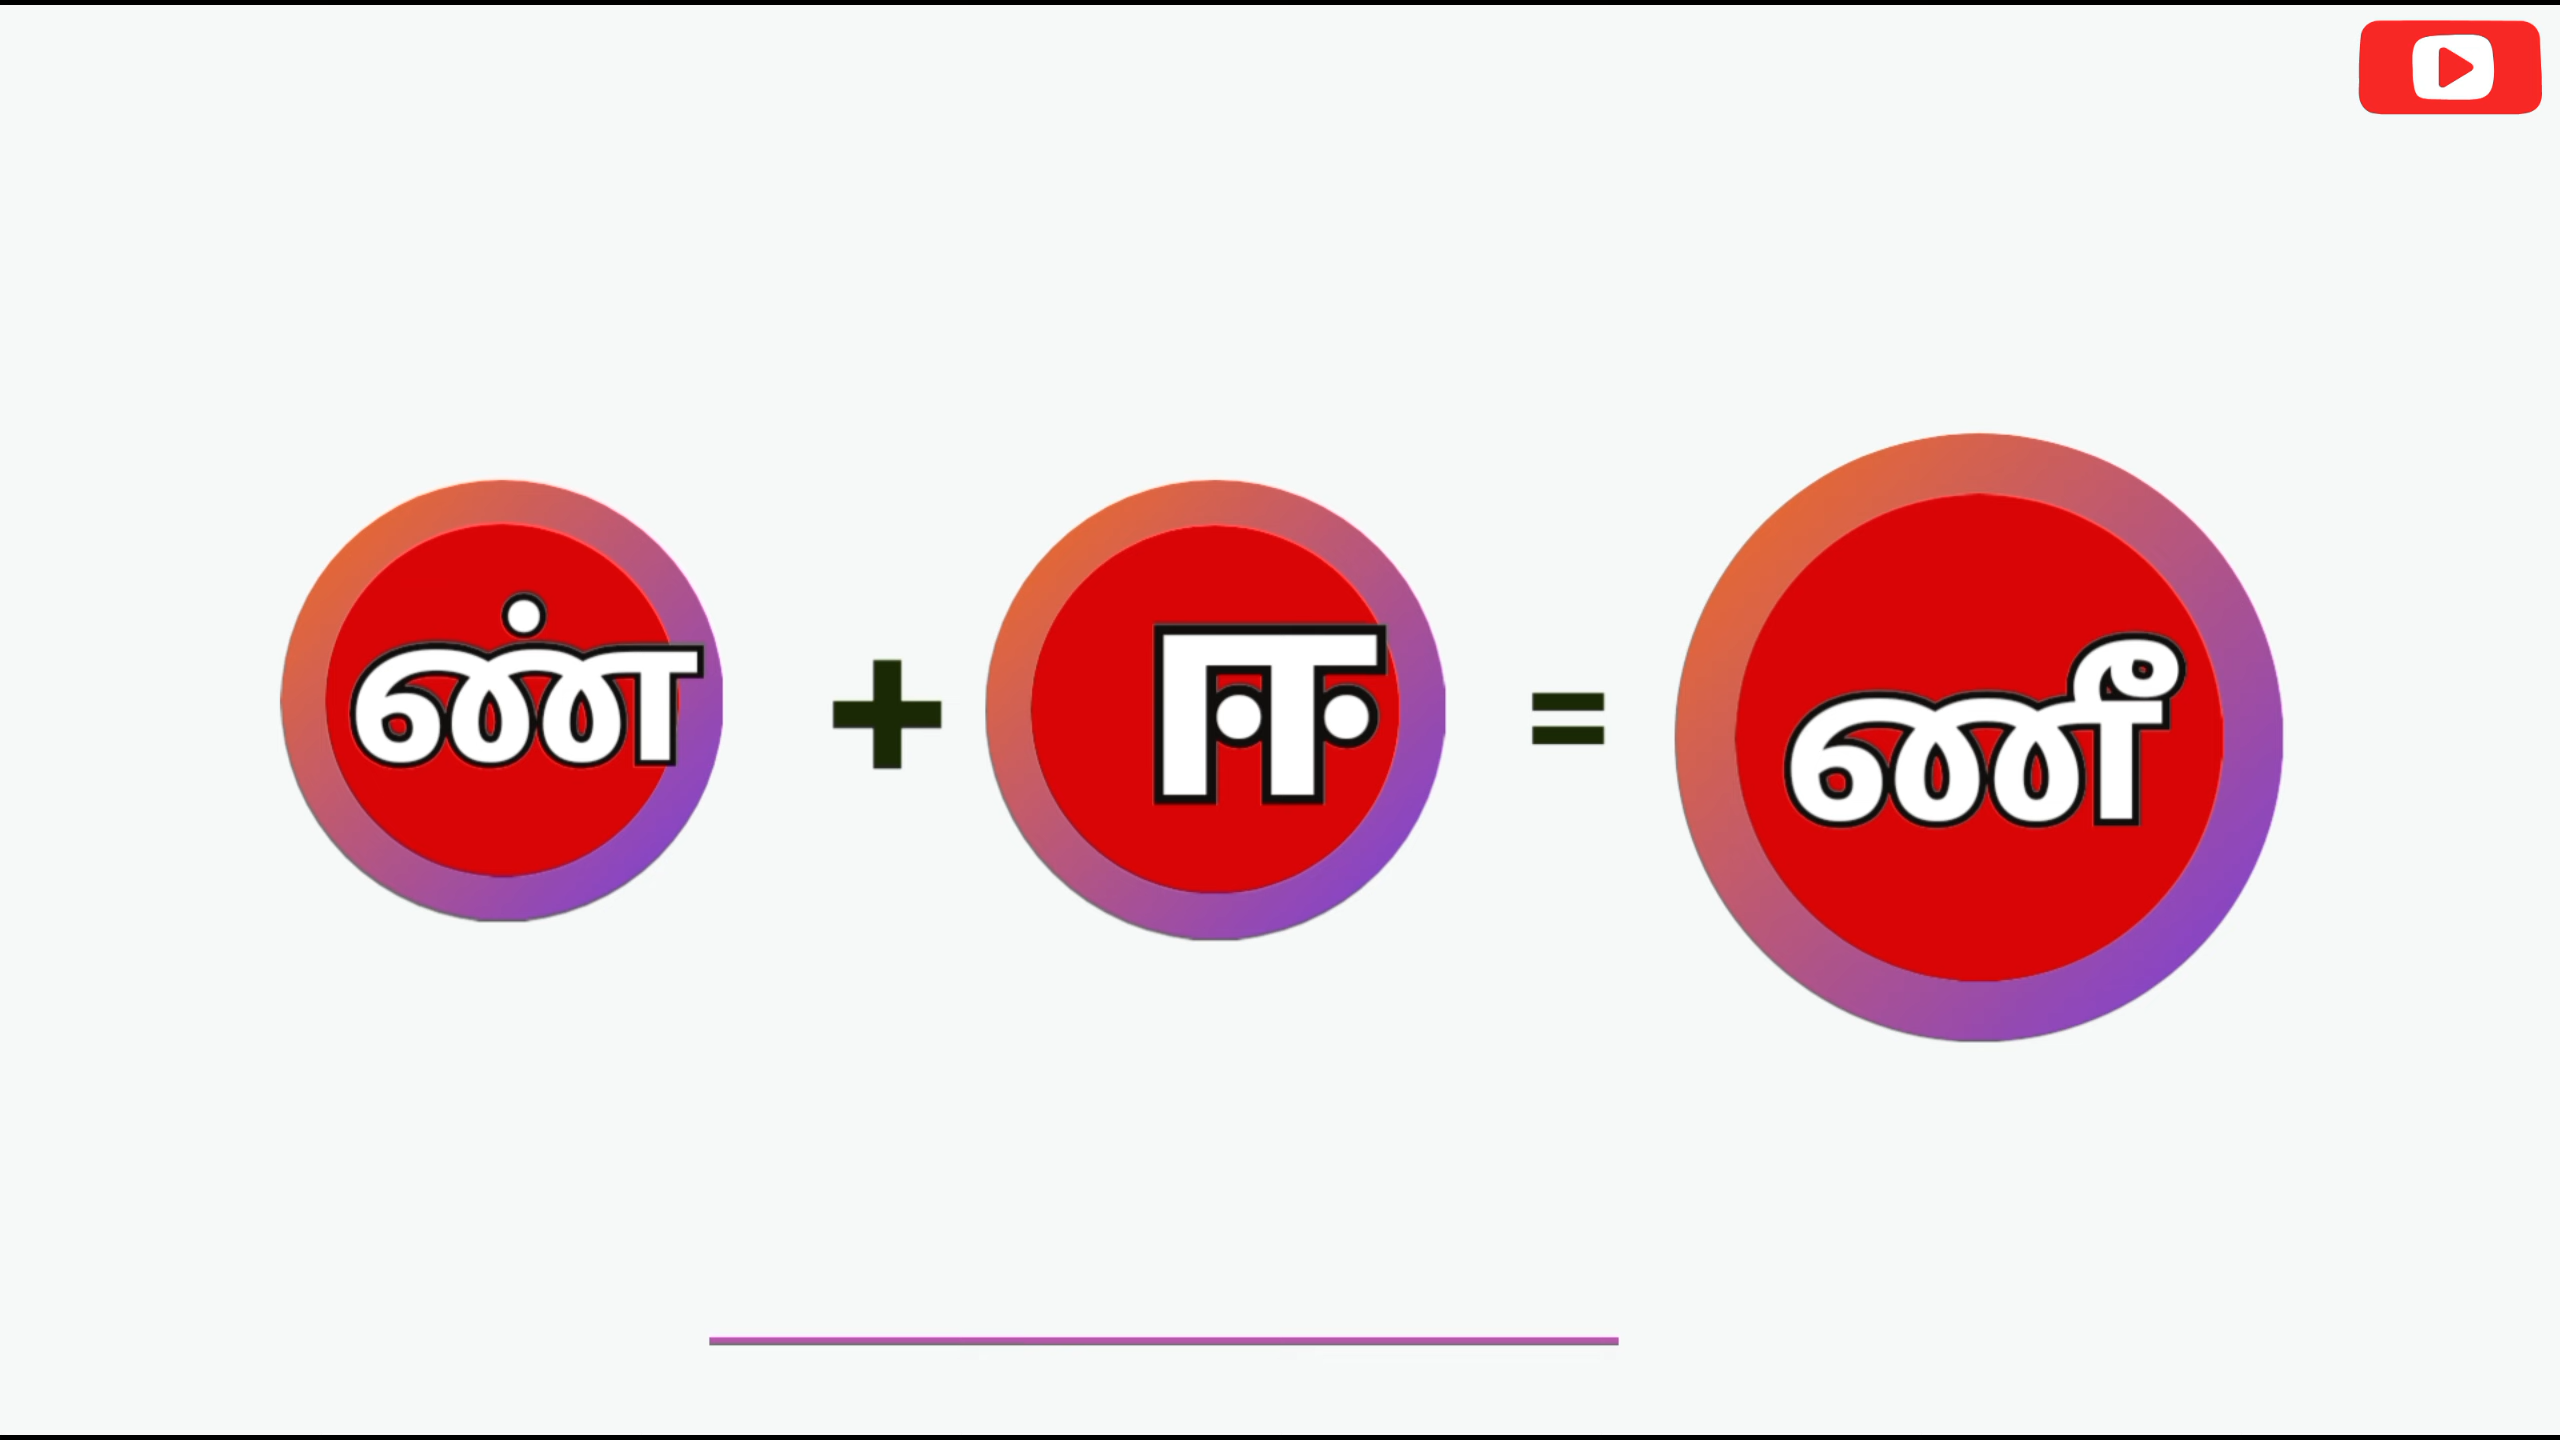 ண் + ஈ = ணீ